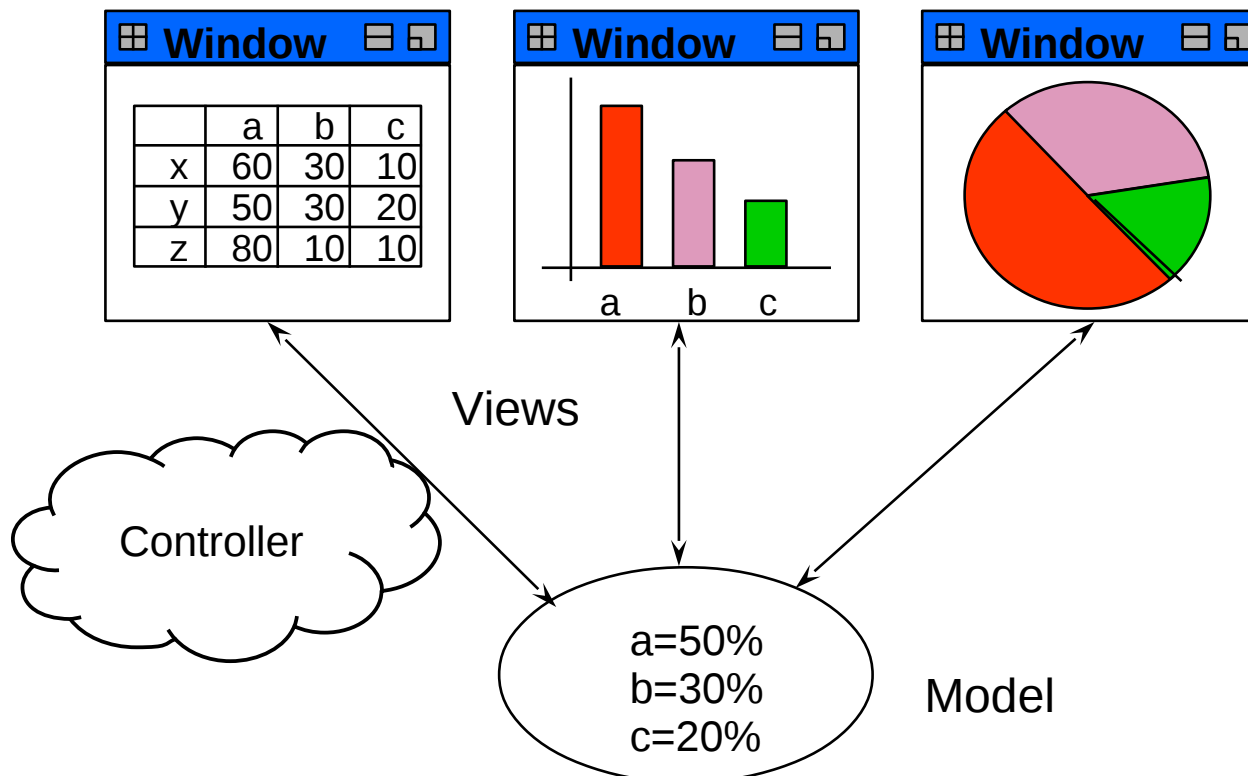 Window
a b c
x 60 30 10
y 50 30 20
z 80 10 10
Window
a b c
Window
Views
Controller
a=50%
b=30%
c=20%
Model